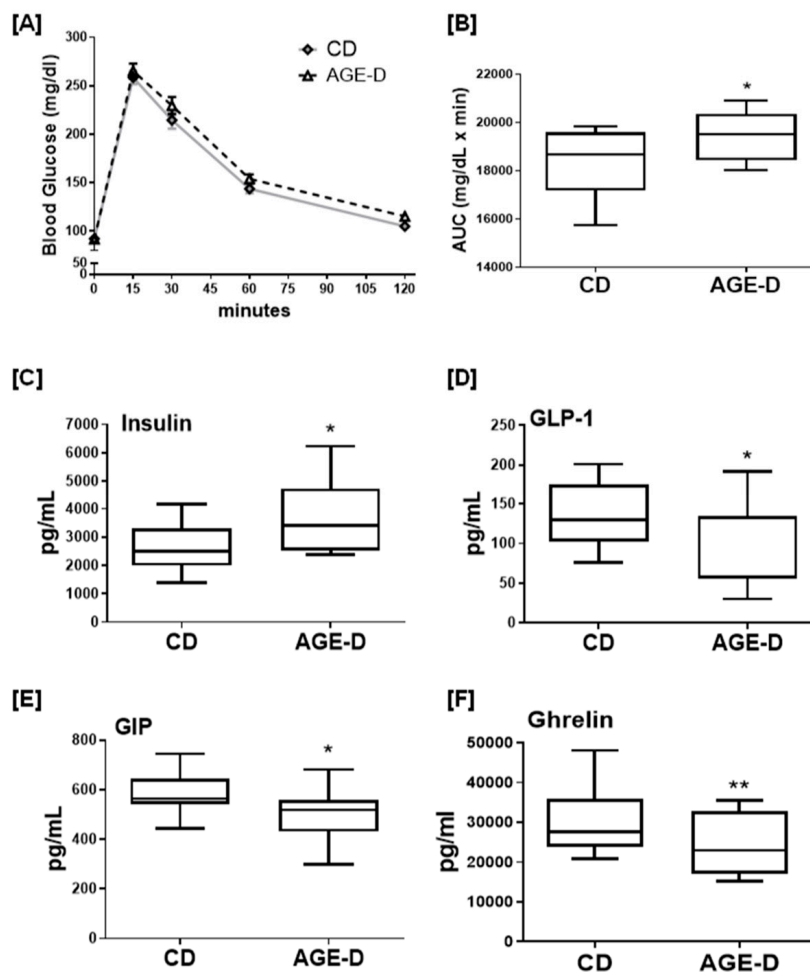 [A]
Blood Glucose (mg/dl)
300
250
200
150
100
50
0
0 15 30 45 60 75 90 105 120
minutes
CD
AGE-D
[B]
AUC (mg/dL x min)
22000
20000
18000
16000
14000
*
CD AGE-D
[C]
Insulin
pg/mL
7000
6000
5000
4000
3000
2000
1000
0
*
CD AGE-D
[D]
GLP-1
pg/mL
250
200
150
100
50
0
*
CD AGE-D
[E]
GIP
pg/mL
800
600
400
200
0
*
CD AGE-D
[F]
Ghrelin
pg/ml
50000
40000
30000
20000
10000
0
**
CD AGE-D